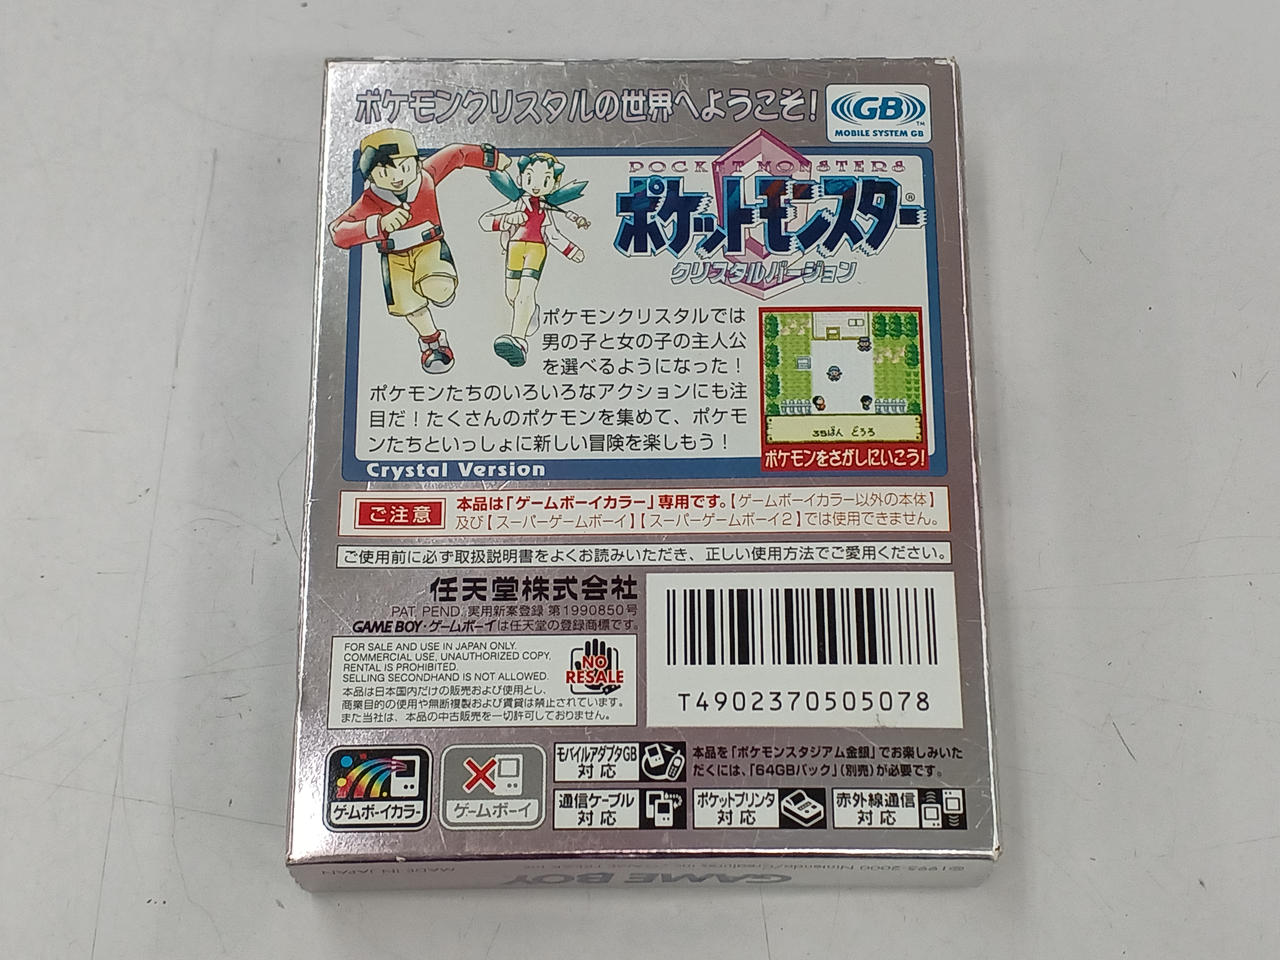 ポケモンクリスタルの世界へようこそ!
GB
MOBILE SYSTEM GB
POCKET MONSTERS
ポケットモンスター
クリスタルバージョン
ポケモンクリスタルでは
男の子と女の子の主人公
を選べるようになった!
ポケモンたちのいろいろなアクションにも注
目だ!たくさんのポケモンを集めて、ポケモ
ンたちといっしょに新しい冒険を楽しもう!
35ばん どうろ
ポケモンをさがしにいこう!
Crystal Version
ご注意
本品は「ゲームボーイカラー」専用です。【ゲームボーイカラー以外の本体】
及び【スーパーゲームボーイ】【スーパーゲームボーイ2】では使用できません。
ご使用前に必ず取扱説明書をよくお読みいただき、正しい使用方法でご愛用ください。
任天堂株式会社
PAT. PEND. 実用新案登録 第1990850号
GAME BOY・ゲームボーイは任天堂の登録商標です。
FOR SALE AND USE IN JAPAN ONLY.
COMMERCIAL USE, UNAUTHORIZED COPY,
RENTAL IS PROHIBITED.
SELLING SECONDHAND IS NOT ALLOWED.
本品は日本国内だけの販売および使用とし、
商業目的の使用や無断複製および賃貸は禁止されています。
また当社は、本品の中古販売を一切許可しておりません。
NO
RESALE
T4902370505078
ゲームボーイカラー
ゲームボーイ
モバイルアダプタGB
対応
本品を「ポケモンスタジアム金銀」でお楽しみいた
だくには、「64GBパック」(別売)が必要です。
通信ケーブル
対応
ポケットプリンタ
対応
赤外線通信
対応
MADE IN JAPAN
GAME BOY